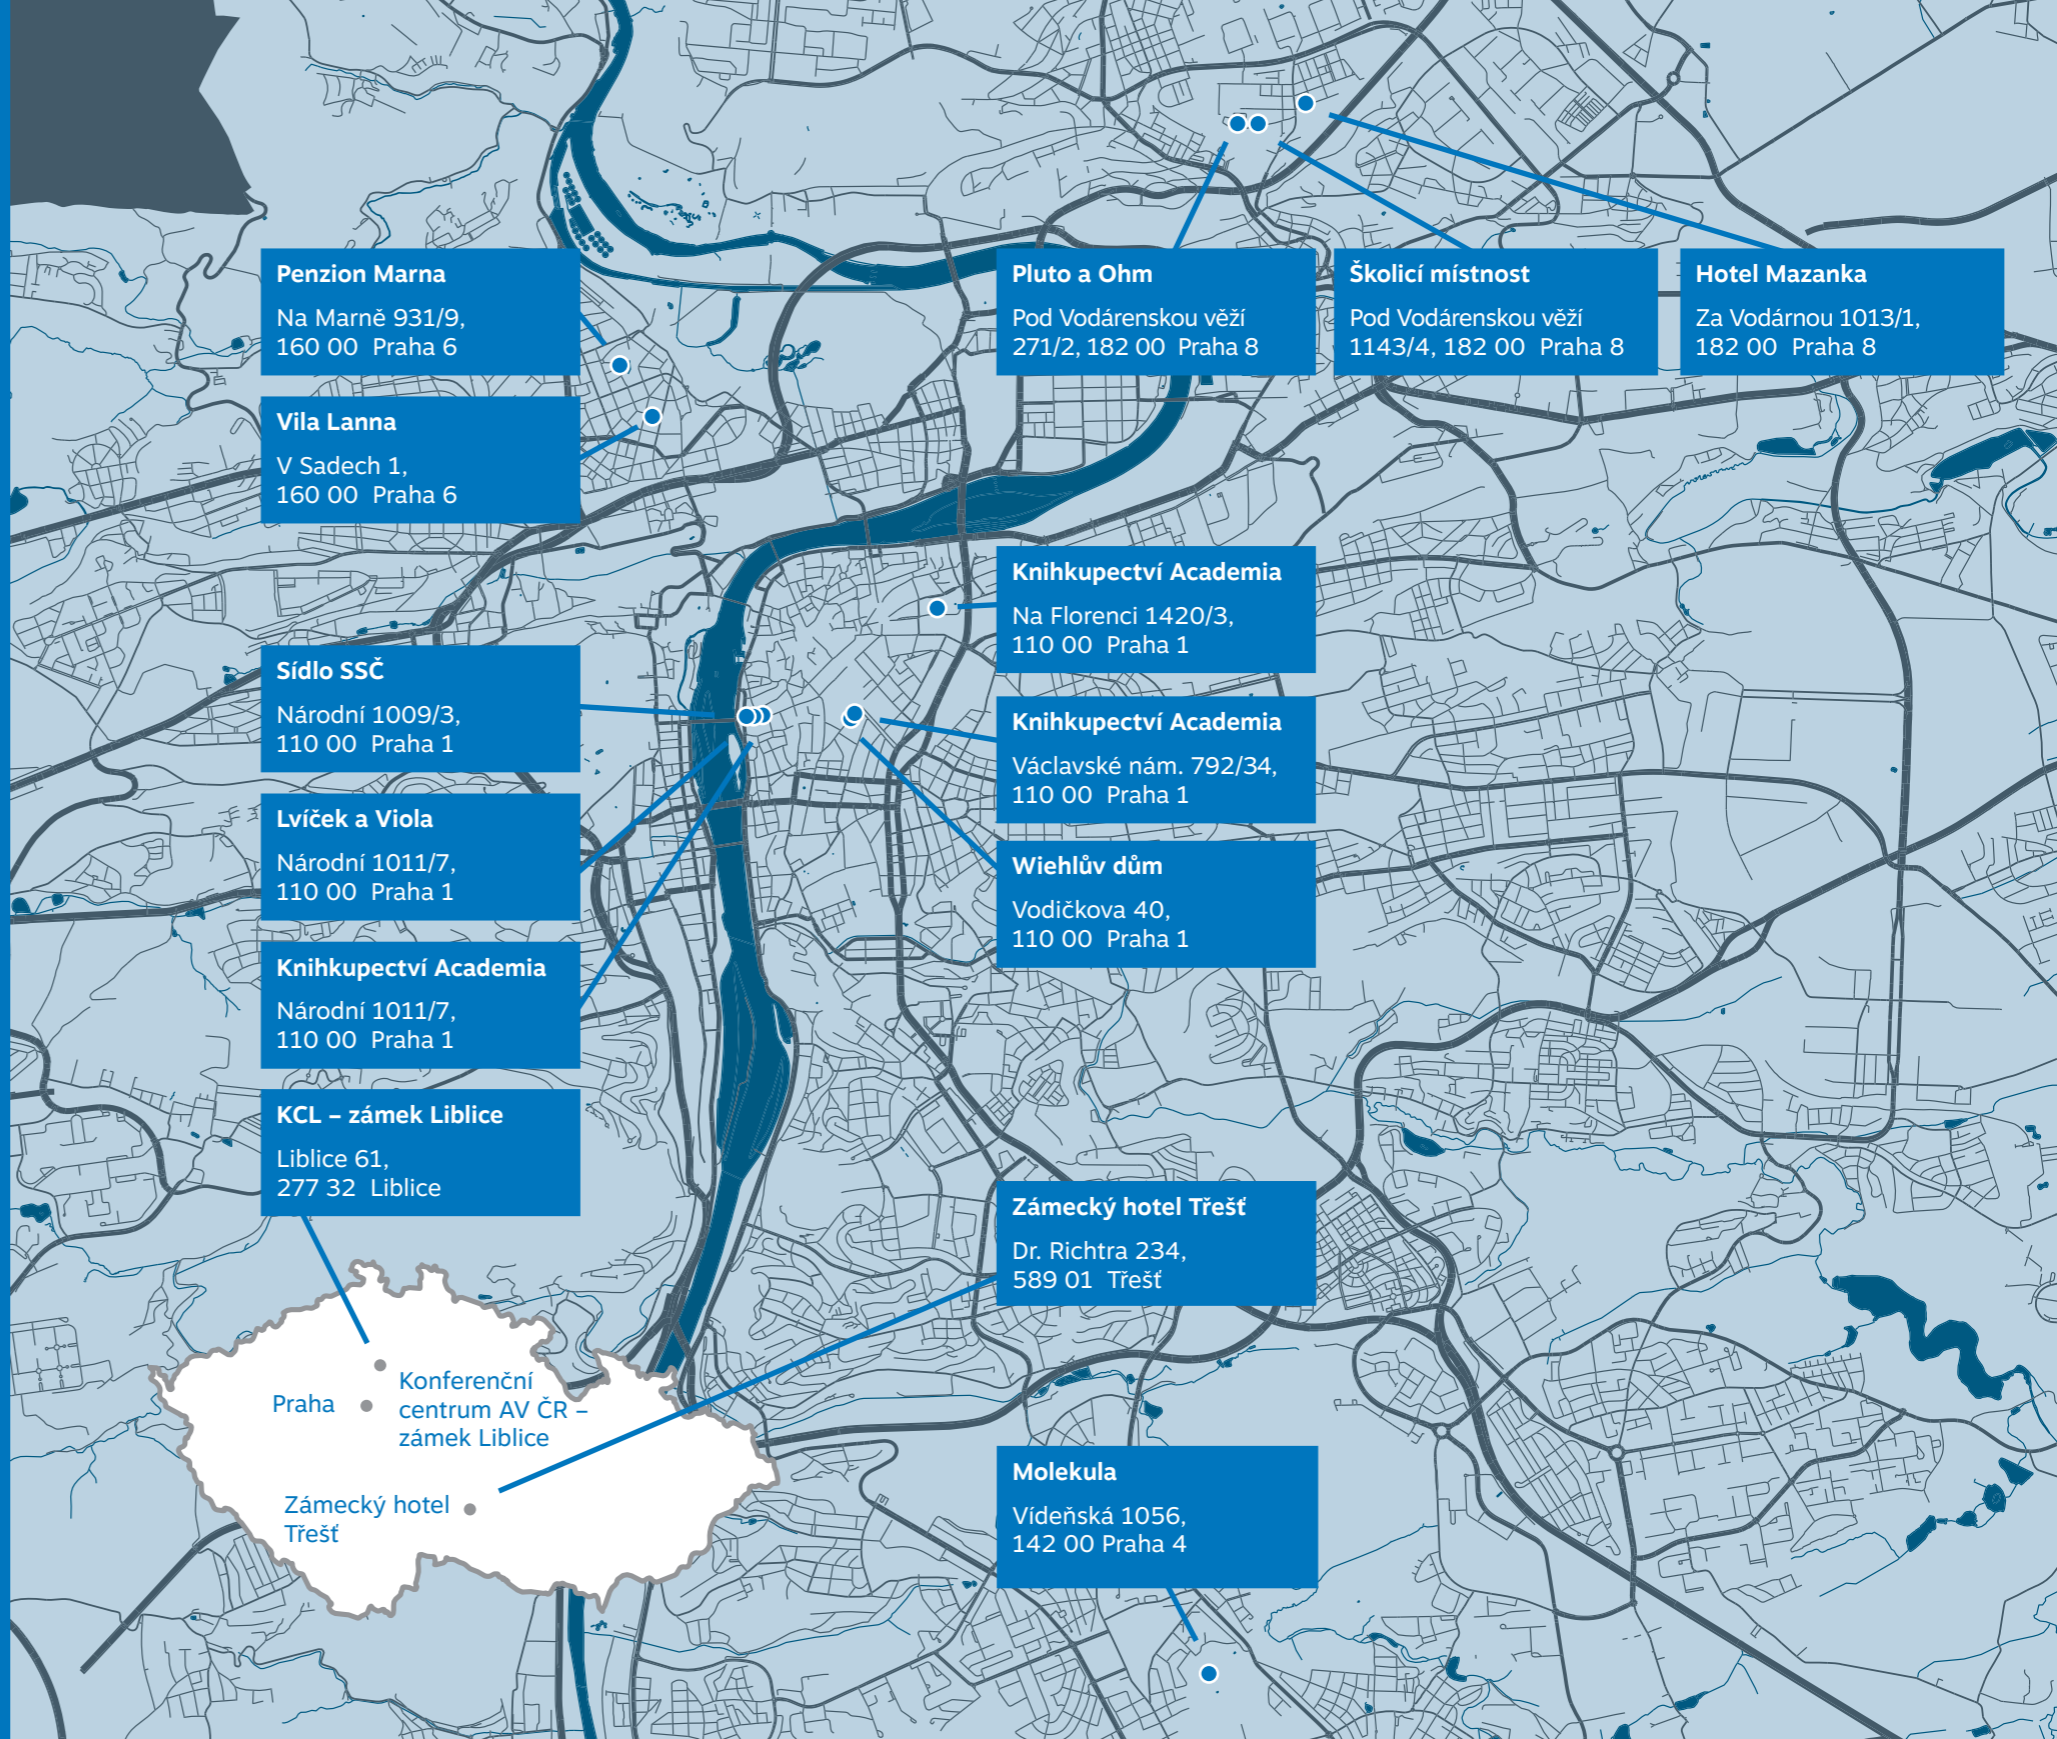 Penzion Marna
Na Marně 931/9,
160 00 Praha 6
Vila Lanna
V Sadech 1,
160 00 Praha 6
Sídlo SSČ
Národní 1009/3,
110 00 Praha 1
Lvíček a Viola
Národní 1011/7,
110 00 Praha 1
Knihkupectví Academia
Národní 1011/7,
110 00 Praha 1
KCL – zámek Liblice
Liblice 61,
277 32 Liblice
Pluto a Ohm
Pod Vodárenskou věží
271/2, 182 00 Praha 8
Školicí místnost
Pod Vodárenskou věží
1143/4, 182 00 Praha 8
Hotel Mazanka
Za Vodárnou 1013/1,
182 00 Praha 8
Knihkupectví Academia
Na Florenci 1420/3,
110 00 Praha 1
Knihkupectví Academia
Václavské nám. 792/34,
110 00 Praha 1
Wiehlův dům
Vodičkova 40,
110 00 Praha 1
Zámecký hotel Třešť
Dr. Richtra 234,
589 01 Třešť
Molekula
Vídeňská 1056,
142 00 Praha 4
Praha
Konferenční
centrum AV ČR –
zámek Liblice
Zámecký hotel
Třešť